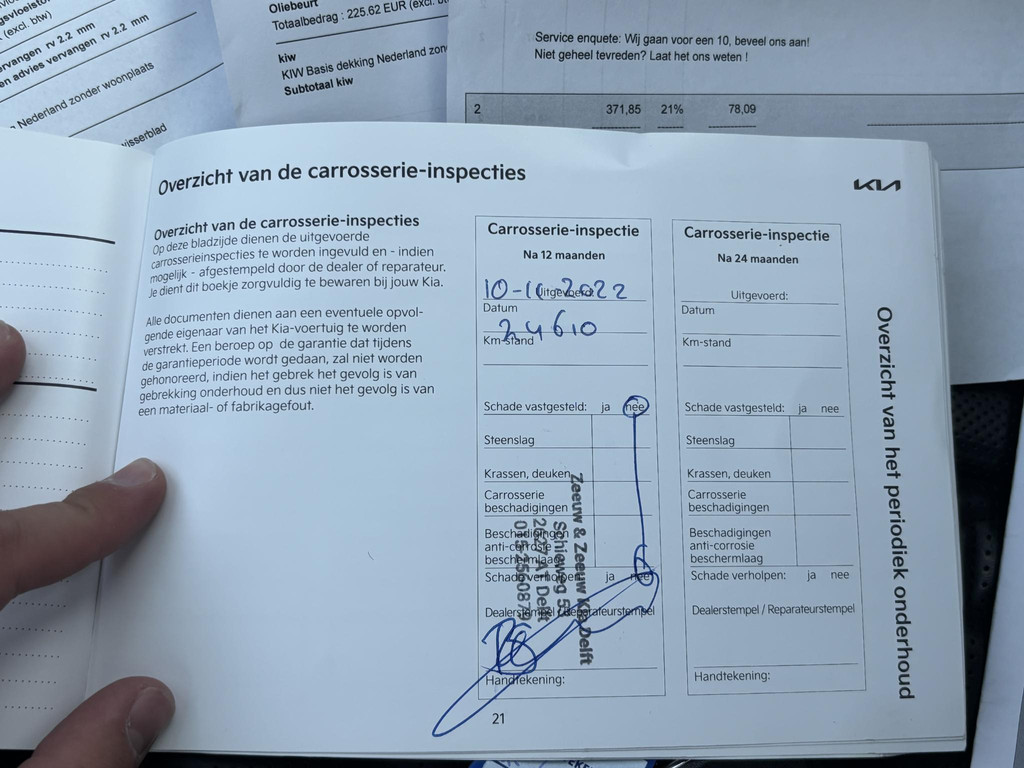 (excl. btw)
ervangen rv 2.2 mm
en advies vervangen rv 2.2 mm
Nederland zonder woonplaats
Oliebeurt
Totaalbedrag : 225.62 EUR (excl.
kiw
KIW Basis dekking Nederland
Subtotaal kiw
Service enquete: Wij gaan voor een 10, beveel ons aan!
Niet geheel tevreden? Laat het ons weten !
2 371,85 21% 78,09
Overzicht van de carrosserie-inspecties
KIA
Overzicht van de carrosserie-inspecties
Op deze bladzijde dienen de uitgevoerde
carrosserieinspecties te worden ingevuld en - indien
mogelijk - afgestempeld door de dealer of reparateur.
Je dient dit boekje zorgvuldig te bewaren bij jouw Kia.
Alle documenten dienen aan een eventuele opvol-
gende eigenaar van het Kia-voertuig te worden
verstrekt. Een beroep op de garantie dat tijdens
de garantieperiode wordt gedaan, zal niet worden
gehonoreerd, indien het gebrek het gevolg is van
gebrekking onderhoud en dus niet het gevolg is van
een materiaal- of fabrikagefout.
Carrosserie-inspectie
Na 12 maanden
Uitgevoerd:
Datum
24610
Km-stand
Schade vastgesteld: ja nee
Steenslag
Krassen, deuken
Carrosserie
beschadigingen
Beschadigingen
anti-corrosie
beschermlaag
Schade verholpen: ja nee
Dealerstempel / Reparateurstempel
Handtekening:
Zeeuw & Zeeuw Kia Delft
Schieweg 5
Delft
21
Carrosserie-inspectie
Na 24 maanden
Uitgevoerd:
Datum
Km-stand
Schade vastgesteld: ja nee
Steenslag
Krassen, deuken
Carrosserie
beschadigingen
Beschadigingen
anti-corrosie
beschermlaag
Schade verholpen: ja nee
Dealerstempel / Reparateurstempel
Handtekening:
Overzicht van het periodiek onderhoud